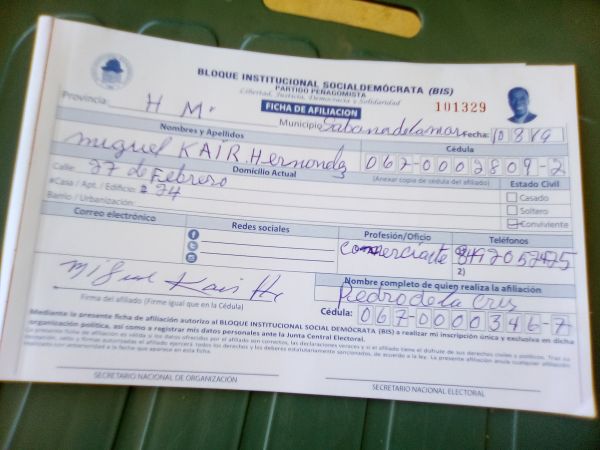 BLOQUE INSTITUCIONAL SOCIALDEMÓCRATA (BIS)
PARTIDO PEÑAGOMISTA
Libertad, Justicia, Democracia y Solidaridad
FICHA DE AFILIACION
101329
Provincia: H Mr Municipio Sabana de la mar Fecha: 10 8 19
Nombres y Apellidos Cédula
miguel KAIR. Hernandz 067-0002809-2
Domicilio Actual (Anexar copia de cédula del afiliado) Estado Civil
Calle: 27 de Febrero Casado
#Casa / Apt. / Edificio: 24 Soltero
Barrio / Urbanización: Conviviente
Correo electrónico Redes sociales Profesión/Oficio Teléfonos
comerciante
2)
Miguel Kair He Nombre completo de quien realiza la afiliación
Firma del afiliado (Firme igual que en la Cédula) Piedro de la Crus
Cédula: 067-0000346-7
Mediante la presente ficha de afiliación autorizo al BLOQUE INSTITUCIONAL SOCIAL DEMÓCRATA (BIS) a realizar mi inscripción única y exclusiva en dicha
organización política, así como a registrar mis datos personales ante la Junta Central Electoral.
SECRETARIO NACIONAL DE ORGANIZACIÓN SECRETARIO NACIONAL ELECTORAL